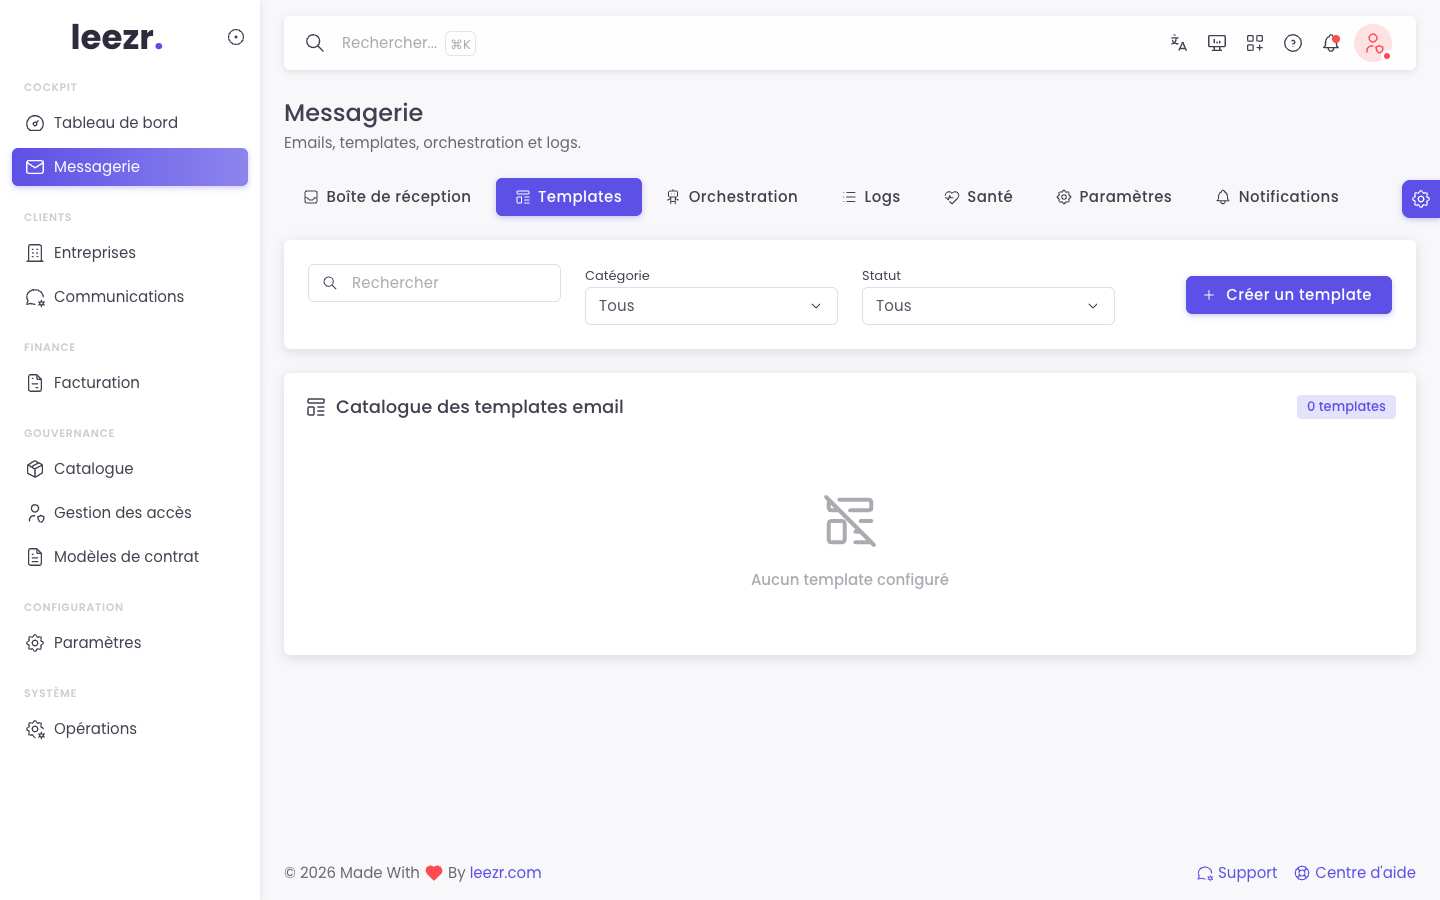 leezr.
Rechercher... ⌘K
COCKPIT
Tableau de bord
Messagerie
CLIENTS
Entreprises
Communications
FINANCE
Facturation
GOUVERNANCE
Catalogue
Gestion des accès
Modèles de contrat
CONFIGURATION
Paramètres
SYSTÈME
Opérations
Messagerie
Emails, templates, orchestration et logs.
Boîte de réception Templates Orchestration Logs Santé Paramètres Notifications
Rechercher
Catégorie
Tous
Statut
Tous
Créer un template
Catalogue des templates email
0 templates
Aucun template configuré
© 2026 Made With By leezr.com
Support Centre d'aide